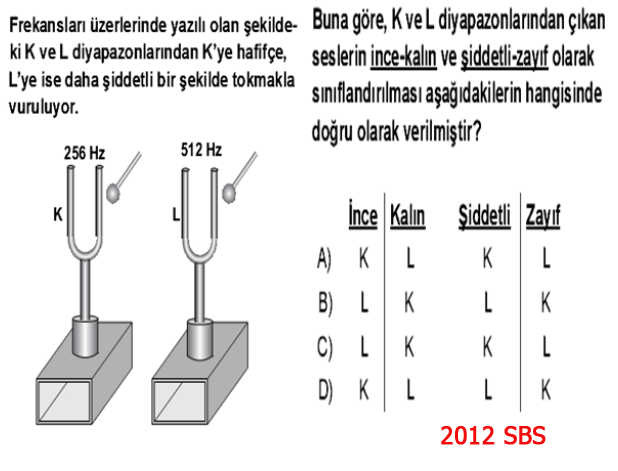 Frekansları üzerlerinde yazılı olan şekilde-
ki K ve L diyapazonlarından K'ye hafifçe,
L'ye ise daha şiddetli bir şekilde tokmakla
vuruluyor.
256 Hz
512 Hz
K
L
Buna göre, K ve L diyapazonlarından çıkan
seslerin ince-kalın ve şiddetli-zayıf olarak
sınıflandırılması aşağıdakilerin hangisinde
doğru olarak verilmiştir?
İnce Kalın Şiddetli Zayıf
A) K L K L
B) L K L K
C) L K K L
D) K L L K
2012 SBS